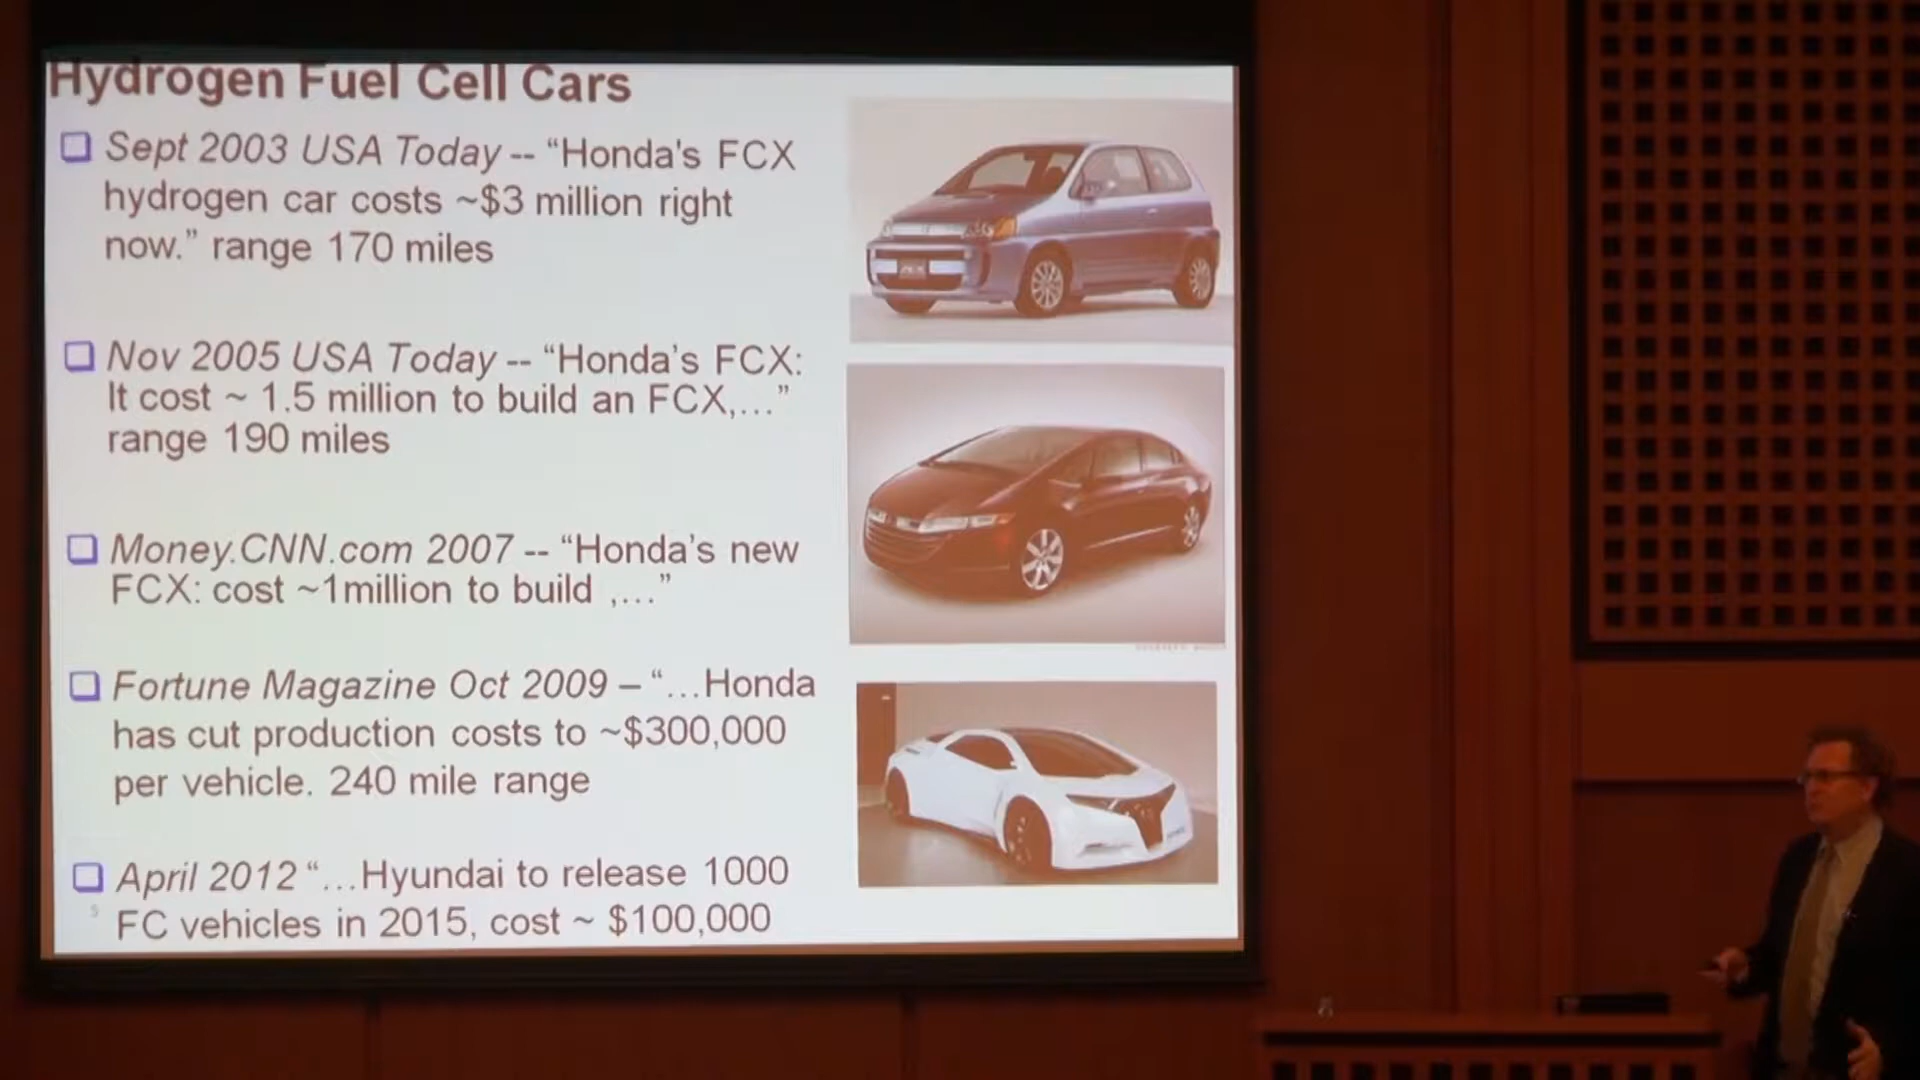 Hydrogen Fuel Cell Cars
Sept 2003 USA Today -- “Honda's FCX
hydrogen car costs ~$3 million right
now.” range 170 miles
Nov 2005 USA Today -- “Honda’s FCX:
It cost ~ 1.5 million to build an FCX,…”
range 190 miles
Money.CNN.com 2007 -- “Honda’s new
FCX: cost ~1million to build ,…”
Fortune Magazine Oct 2009 – “…Honda
has cut production costs to ~$300,000
per vehicle. 240 mile range
April 2012 “…Hyundai to release 1000
FC vehicles in 2015, cost ~ $100,000
5